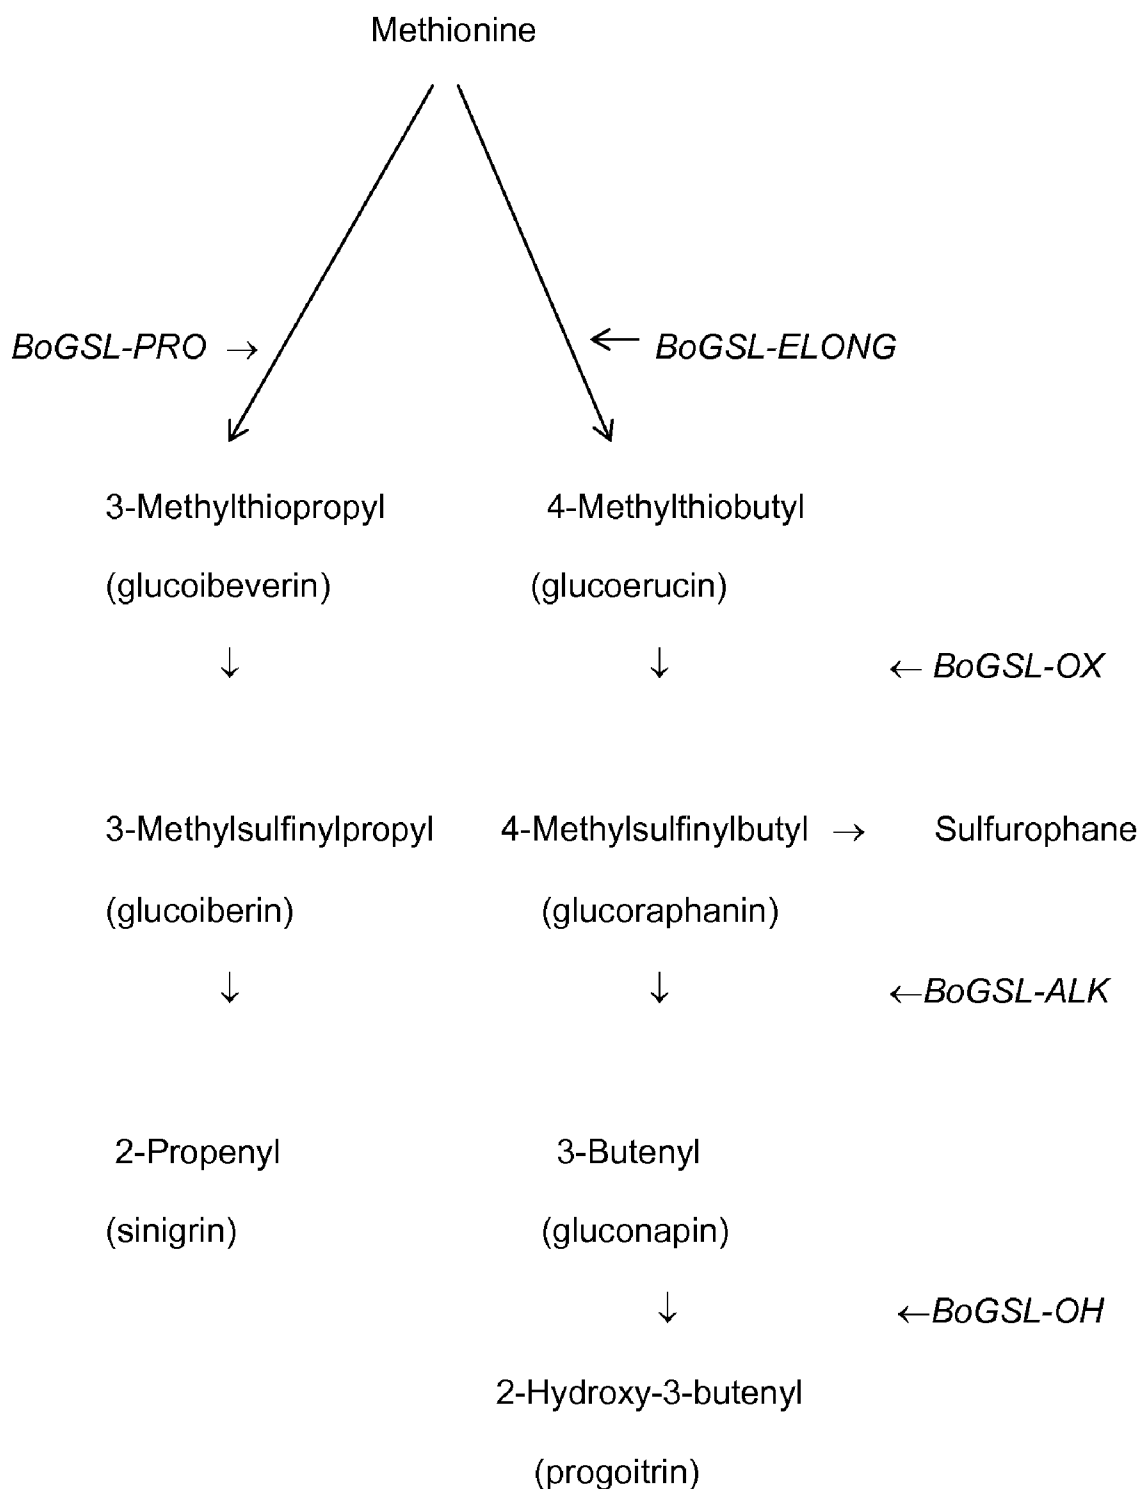 Methionine
BoGSL-PRO → ← BoGSL-ELONG
3-Methylthiopropyl 4-Methylthiobutyl
(glucoibeverin) (glucoerucin)
↓ ↓ ← BoGSL-OX
3-Methylsulfinylpropyl 4-Methylsulfinylbutyl → Sulfurophane
(glucoiberin) (glucoraphanin)
↓ ↓ ←BoGSL-ALK
2-Propenyl 3-Butenyl
(sinigrin) (gluconapin)
↓ ←BoGSL-OH
2-Hydroxy-3-butenyl
(progoitrin)